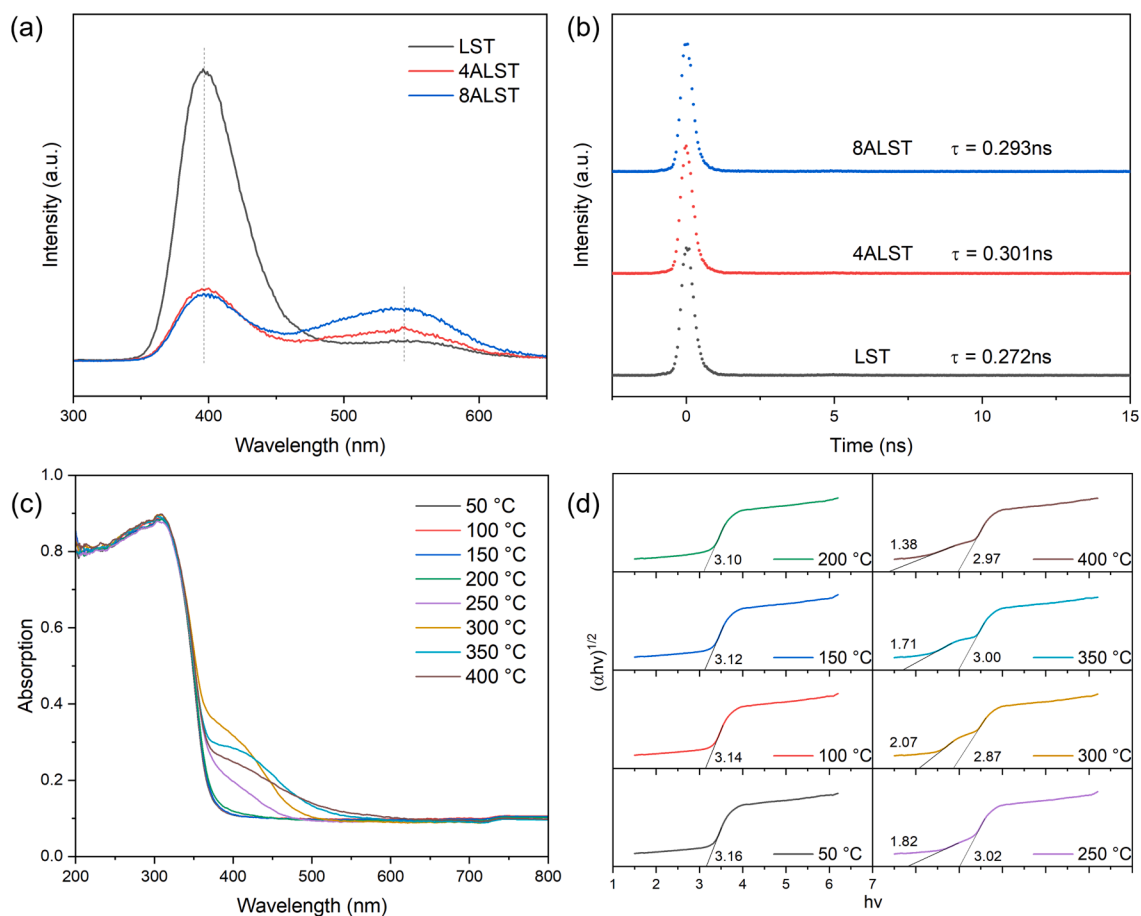 (a)
LST
4ALST
8ALST
Intensity (a.u.)
300 400 500 600
Wavelength (nm)
(b)
8ALST τ = 0.293ns
4ALST τ = 0.301ns
LST τ = 0.272ns
Intensity (a.u.)
0 5 10 15
Time (ns)
(c)
50 °C
100 °C
150 °C
200 °C
250 °C
300 °C
350 °C
400 °C
1.0
0.8
0.6
0.4
0.2
0.0
Absorption
200 300 400 500 600 700 800
Wavelength (nm)
(d)
3.10 200 °C
1.38 2.97 400 °C
3.12 150 °C
1.71 3.00 350 °C
3.14 100 °C
2.07 2.87 300 °C
3.16 50 °C
1.82 3.02 250 °C
(αhν)1/2
1 2 3 4 5 6 7
hν